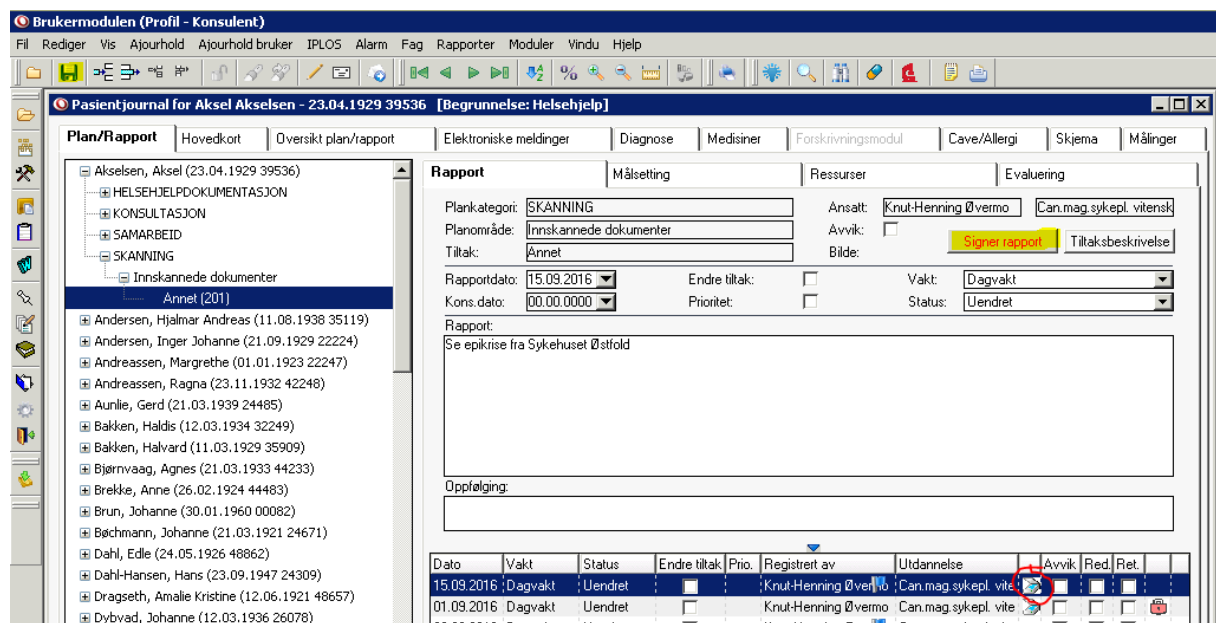 Brukermodulen (Profil - Konsulent)
Fil Rediger Vis Ajourhold Ajourhold bruker IPLOS Alarm Fag Rapporter Moduler Vindu Hjelp
Pasientjournal for Aksel Akselsen - 23.04.1929 39536 [Begrunnelse: Helsehjelp]
Plan/Rapport Hovedkort Oversikt plan/rapport Elektroniske meldinger Diagnose Medisiner Forskrivningsmodul Cave/Allergi Skjema Målinger
Akselsen, Aksel (23.04.1929 39536)
HELSEHJELPDOKUMENTASJON
KONSULTASJON
SAMARBEID
SKANNING
Innskannede dokumenter
Annet (201)
Andersen, Hjalmar Andreas (11.08.1938 35119)
Andersen, Inger Johanne (21.09.1929 22224)
Andreassen, Margrethe (01.01.1923 22247)
Andreassen, Ragna (23.11.1932 42248)
Aunlie, Gerd (21.03.1939 24485)
Bakken, Haldis (12.03.1934 32249)
Bakken, Halvard (11.03.1929 35909)
Bjørnvaag, Agnes (21.03.1933 44233)
Brekke, Anne (26.02.1924 44483)
Brun, Johanne (30.01.1960 00082)
Bøchmann, Johanne (21.03.1921 24671)
Dahl, Edle (24.05.1926 48862)
Dahl-Hansen, Hans (23.09.1947 24309)
Dragseth, Amalie Kristine (12.06.1921 48657)
Dybvad, Johanne (12.03.1936 26078)
Rapport Målsetting Ressurser Evaluering
Plankategori: SKANNING Ansatt: Knut-Henning Øvermo Can.mag.sykepl. vitensk
Planområde: Innskannede dokumenter Avvik: Signer rapport Tiltaksbeskrivelse
Tiltak: Annet Bilde:
Rapportdato: 15.09.2016 Endre tiltak: Vakt: Dagvakt
Kons.dato: 00.00.0000 Prioritet: Status: Uendret
Rapport:
Se epikrise fra Sykehuset Østfold
Oppfølging:
Dato Vakt Status Endre tiltak Prio. Registrert av Utdannelse Avvik Red. Ret.
15.09.2016 Dagvakt Uendret Knut-Henning Øvermo Can.mag.sykepl. vite
01.09.2016 Dagvakt Uendret Knut-Henning Øvermo Can.mag.sykepl. vite